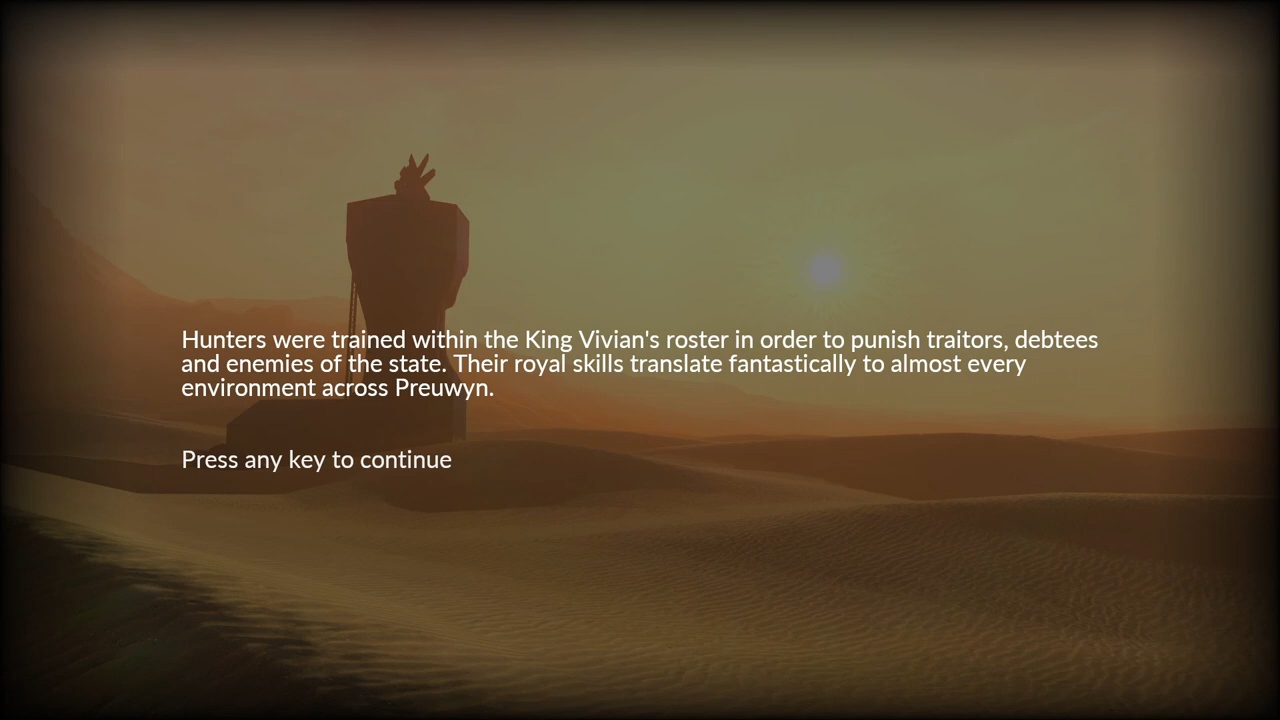 Hunters were trained within the King Vivian's roster in order to punish traitors, debtees
and enemies of the state. Their royal skills translate fantastically to almost every
environment across Preuwyn.
Press any key to continue